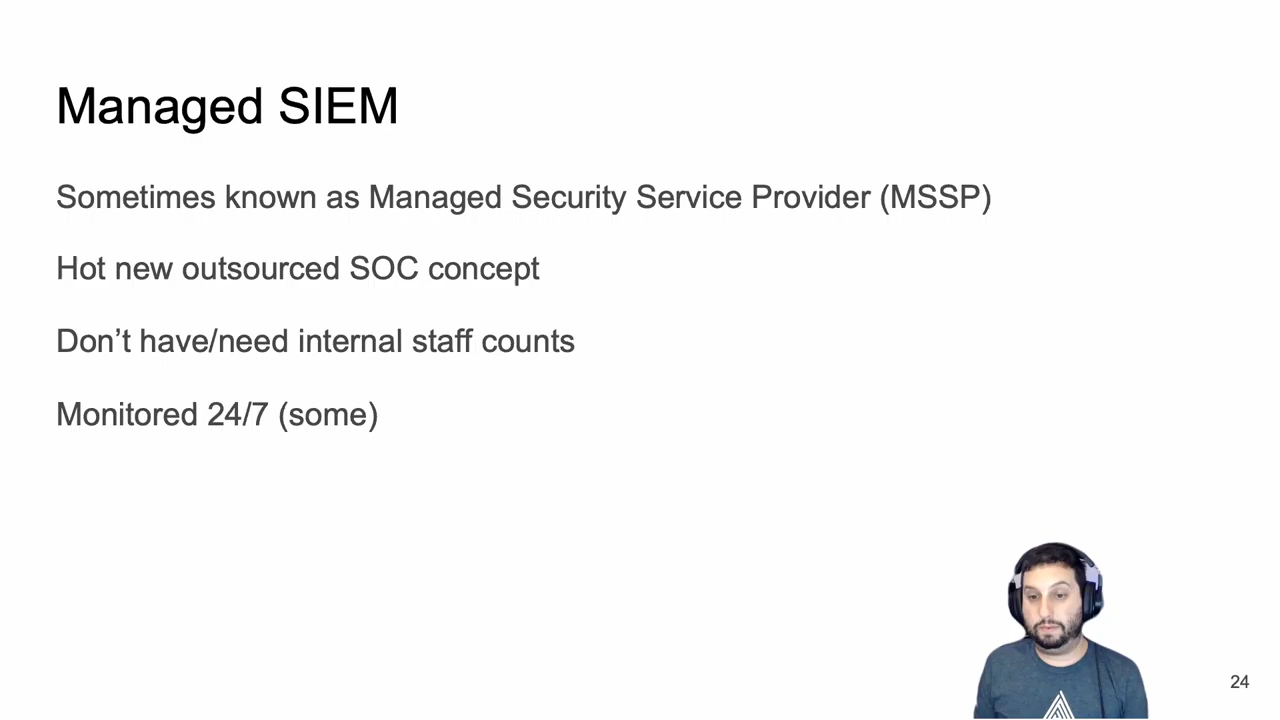 Managed SIEM
Sometimes known as Managed Security Service Provider (MSSP)
Hot new outsourced SOC concept
Don’t have/need internal staff counts
Monitored 24/7 (some)
24